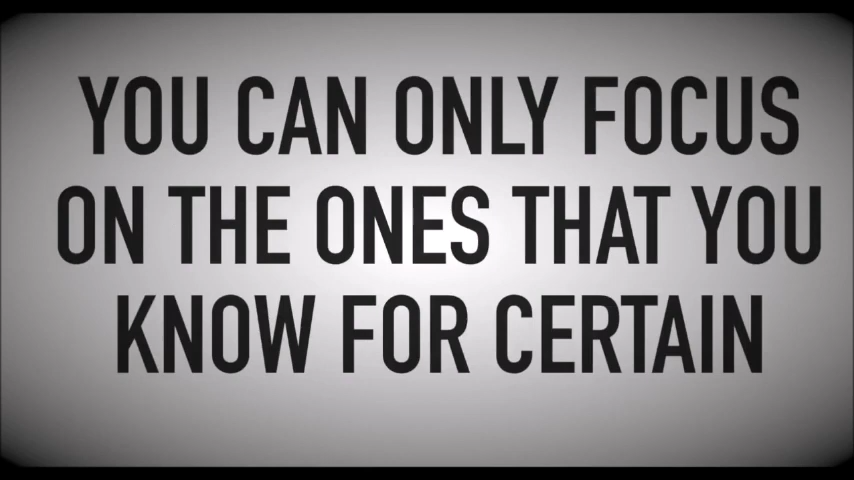 YOU CAN ONLY FOCUS
ON THE ONES THAT YOU
KNOW FOR CERTAIN